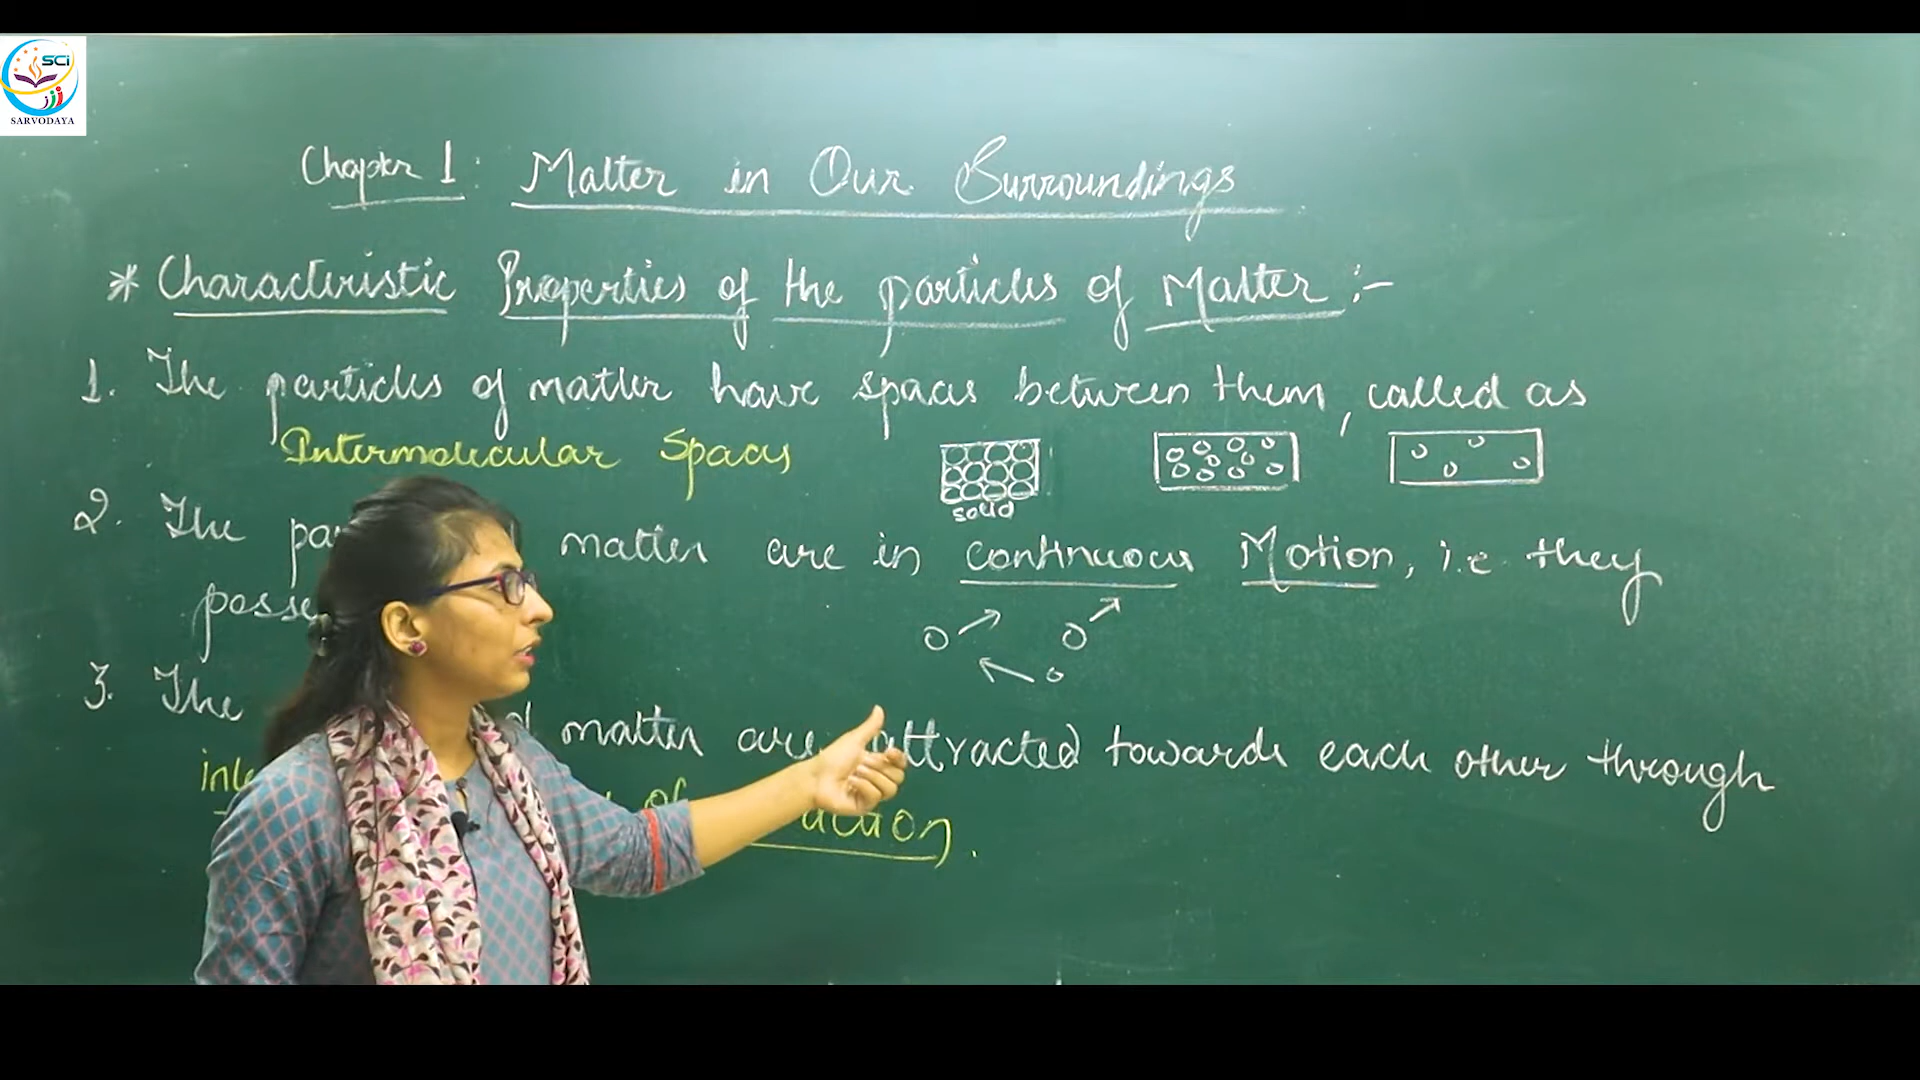 SCi
SARVODAYA
Chapter 1: Matter in Our Surroundings
* Characteristic Properties of the particles of Matter :-
1. The particles of matter have spaces between them, called as
Intermolecular Spaces
solid
2. The matter are in continuous Motion, i.e. they
posse
3. The matter are attracted towards each other through
inte of action.